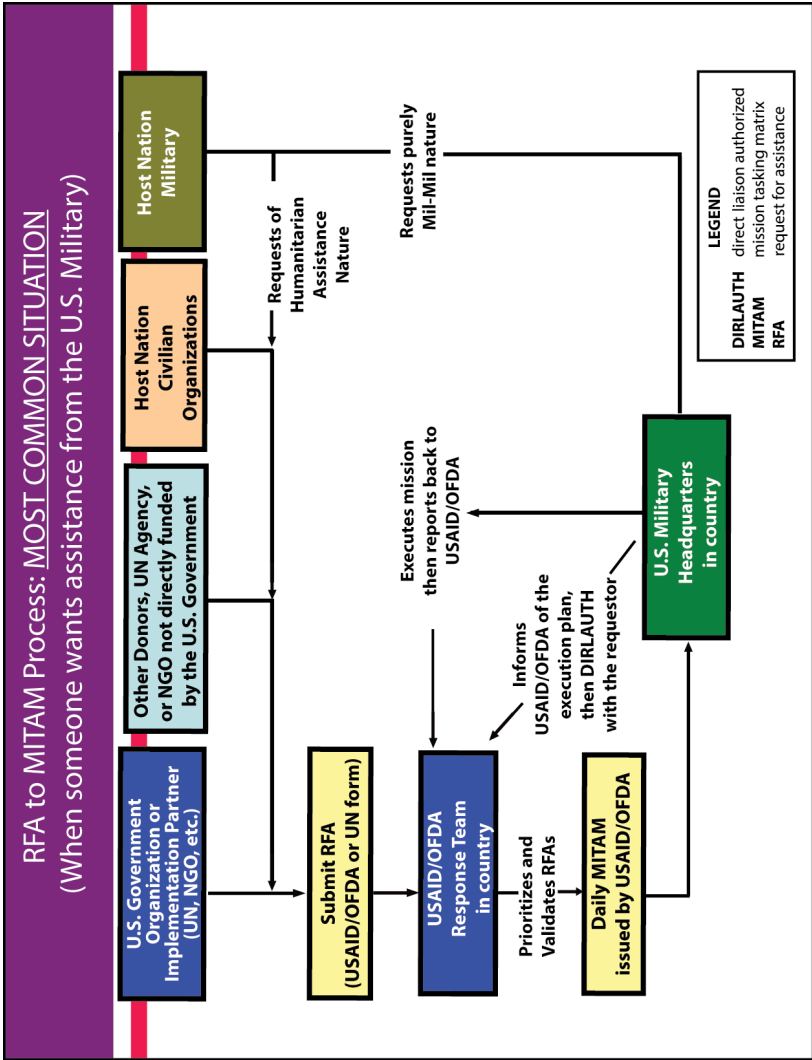 RFA to MITAM Process: MOST COMMON SITUATION
(When someone wants assistance from the U.S. Military)
U.S. Government
Organization or
Implementation Partner
(UN, NGO, etc.)
Other Donors, UN Agency,
or NGO not directly funded
by the U.S. Government
Host Nation
Civilian
Organizations
Host Nation
Military
Requests of
Humanitarian
Assistance
Nature
Submit RFA
(USAID/OFDA or UN form)
Requests purely
Mil-Mil nature
USAID/OFDA
Response Team
in country
Executes mission
then reports back to
USAID/OFDA
Prioritizes and
Validates RFAs
Informs
USAID/OFDA of the
execution plan,
then DIRLAUTH
with the requestor
Daily MITAM
issued by USAID/OFDA
U.S. Military
Headquarters
in country
LEGEND
DIRLAUTH direct liaison authorized
MITAM mission tasking matrix
RFA request for assistance